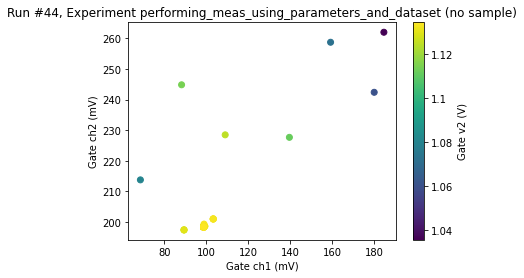 Run #44, Experiment performing_meas_using_parameters_and_dataset (no sample)
260
250
240
230
220
210
200
Gate ch2 (mV)
80 100 120 140 160 180
Gate ch1 (mV)
1.12
1.1
1.08
1.06
1.04
Gate v2 (V)